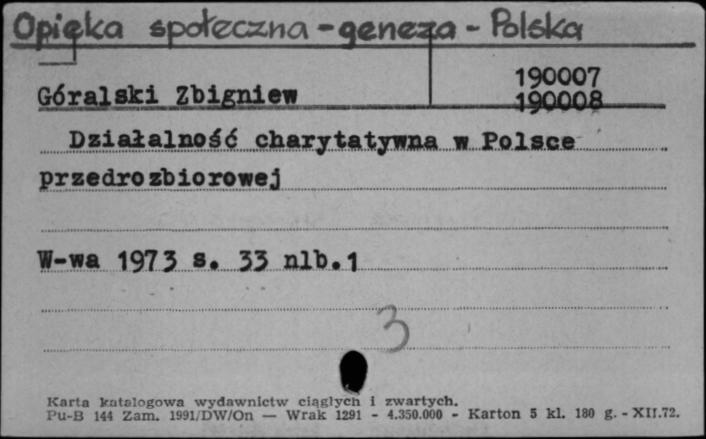 Opieka społeczna - geneza - Polska
190007
Góralski Zbigniew
190008
Działalność charytatywna w Polsce
przedrozbiorowej
W-wa 1973 s. 33 nlb.1
3
Karta katalogowa wydawnictw ciągłych i zwartych.
Pu-B 144 Zam. 1991/DW/On — Wrak 1291 - 4.350.000 - Karton 5 kl. 180 g. - XII.72.